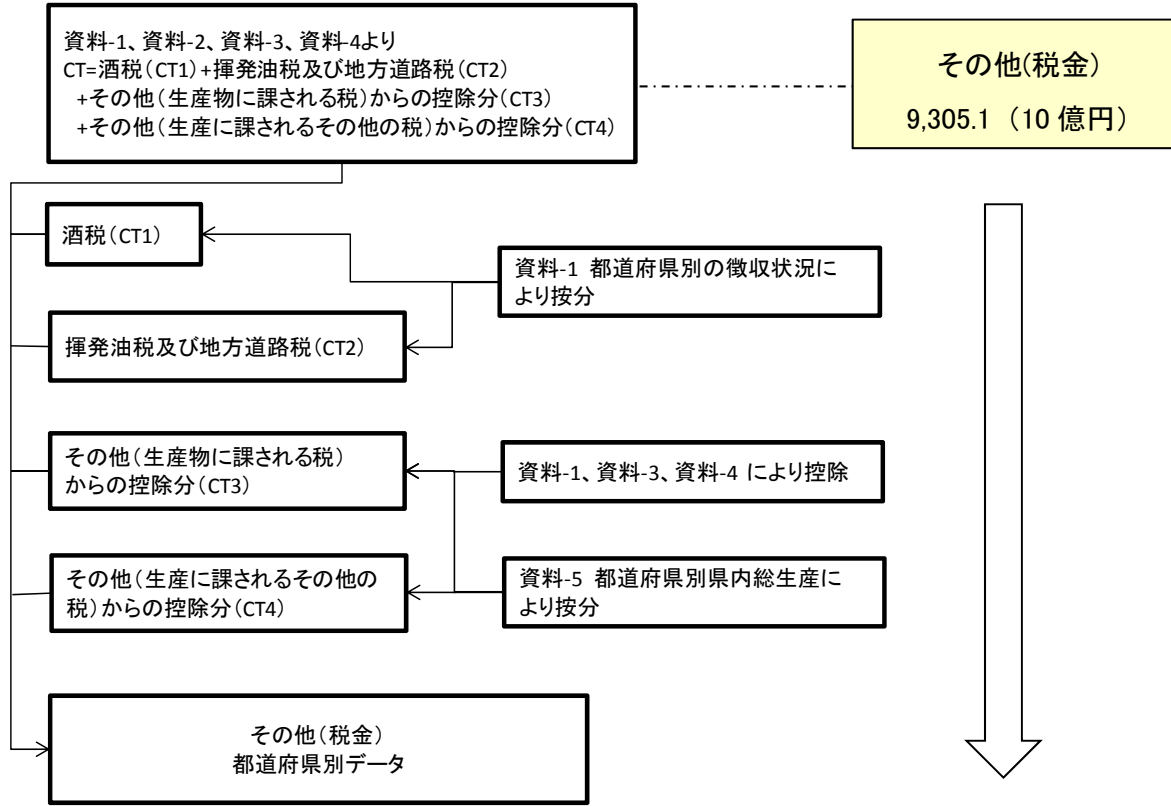 資料-1、資料-2、資料-3、資料-4より
CT=酒税（CT1）+揮発油税及び地方道路税（CT2）
+その他（生産物に課される税）からの控除分（CT3）
+その他（生産に課されるその他の税）からの控除分（CT4）
その他(税金)
9,305.1（10 億円）
酒税（CT1）
資料-1 都道府県別の徴収状況に
より按分
揮発油税及び地方道路税（CT2）
その他（生産物に課される税）
からの控除分（CT3）
資料-1、資料-3、資料-4 により控除
その他（生産に課されるその他の
税）からの控除分（CT4）
資料-5 都道府県別県内総生産に
より按分
その他（税金）
都道府県別データ